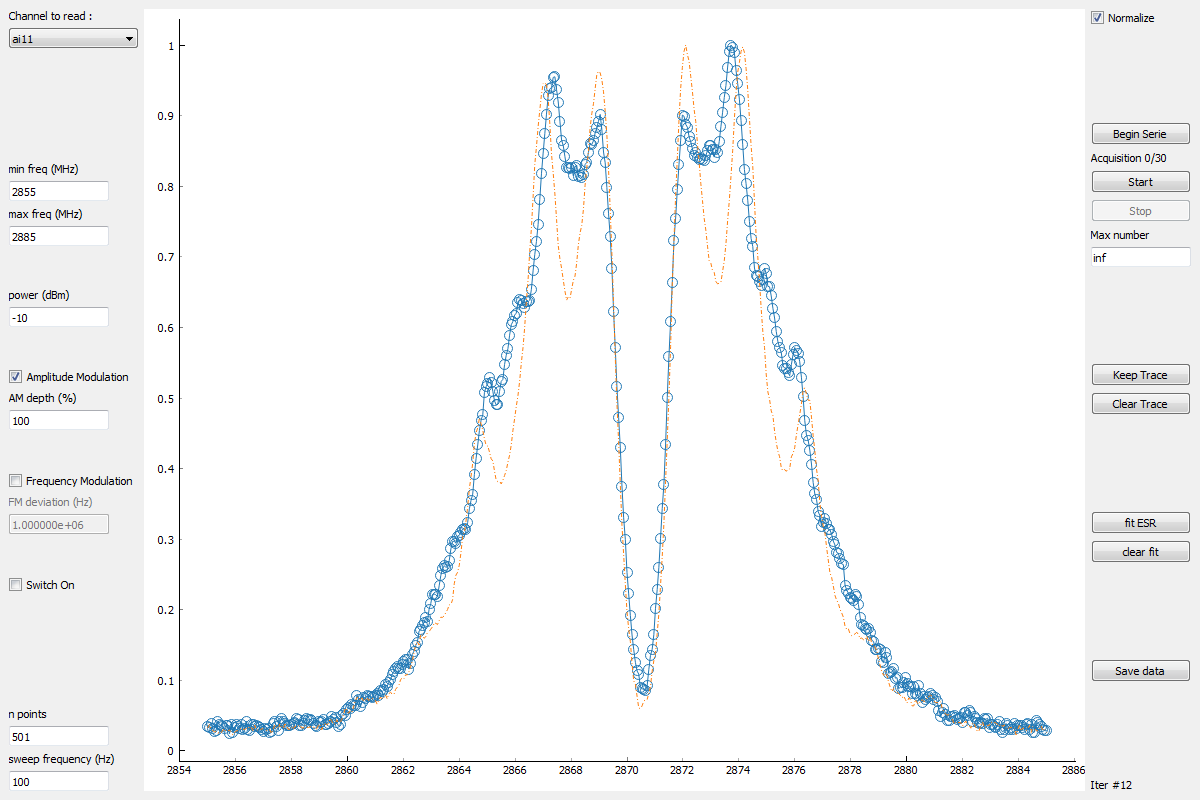 Channel to read :
ai11
min freq (MHz)
2855
max freq (MHz)
2885
power (dBm)
-10
Amplitude Modulation
AM depth (%)
100
Frequency Modulation
FM deviation (Hz)
1.000000e+06
Switch On
n points
501
sweep frequency (Hz)
100
1
0.9
0.8
0.7
0.6
0.5
0.4
0.3
0.2
0.1
0
2854 2856 2858 2860 2862 2864 2866 2868 2870 2872 2874 2876 2878 2880 2882 2884 2886
Normalize
Begin Serie
Acquisition 0/30
Start
Stop
Max number
inf
Keep Trace
Clear Trace
fit ESR
clear fit
Save data
Iter #12